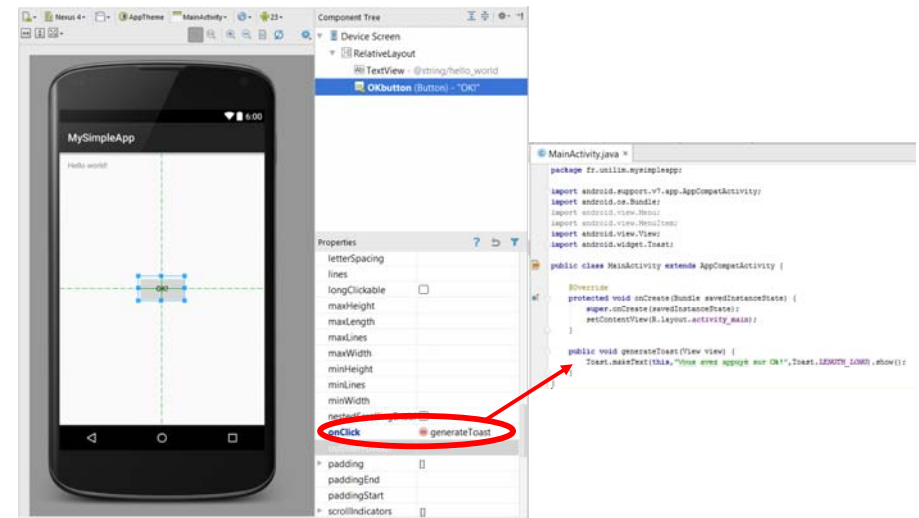 Nexus 4 AppTheme MainActivity 23
Component Tree
Device Screen
RelativeLayout
TextView - @string/hello_world
OKbutton (Button) - "OK!"
6:00
MySimpleApp
Hello world!
OK!
Properties
letterSpacing
lines
longClickable
maxHeight
maxLength
maxLines
maxWidth
minHeight
minLines
minWidth
onClick generateToast
padding []
paddingEnd
paddingStart
scrollIndicators []
MainActivity.java
package fr.unilim.mysimpleapp;
import android.support.v7.app.AppCompatActivity;
import android.os.Bundle;
import android.view.Menu;
import android.view.MenuItem;
import android.view.View;
import android.widget.Toast;
public class MainActivity extends AppCompatActivity {
@Override
protected void onCreate(Bundle savedInstanceState) {
super.onCreate(savedInstanceState);
setContentView(R.layout.activity_main);
}
public void generateToast(View view) {
Toast.makeText(this,"Vous avez appuyé sur Ok!",Toast.LENGTH_LONG).show();
}
}